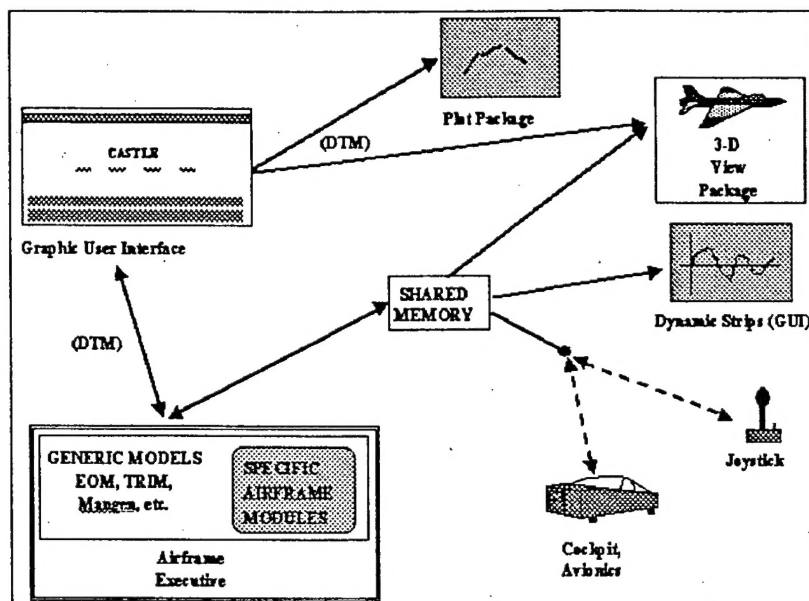 CASTLE
Graphic User Interface
(DTM)
Plot Package
3-D
View
Package
SHARED
MEMORY
Dynamic Strips (GUI)
(DTM)
Joystick
GENERIC MODELS
EOM, TRIM,
Mangen, etc.
SPECIFIC
AIRFRAME
MODULES
Airframe
Executive
Cockpit,
Avionics